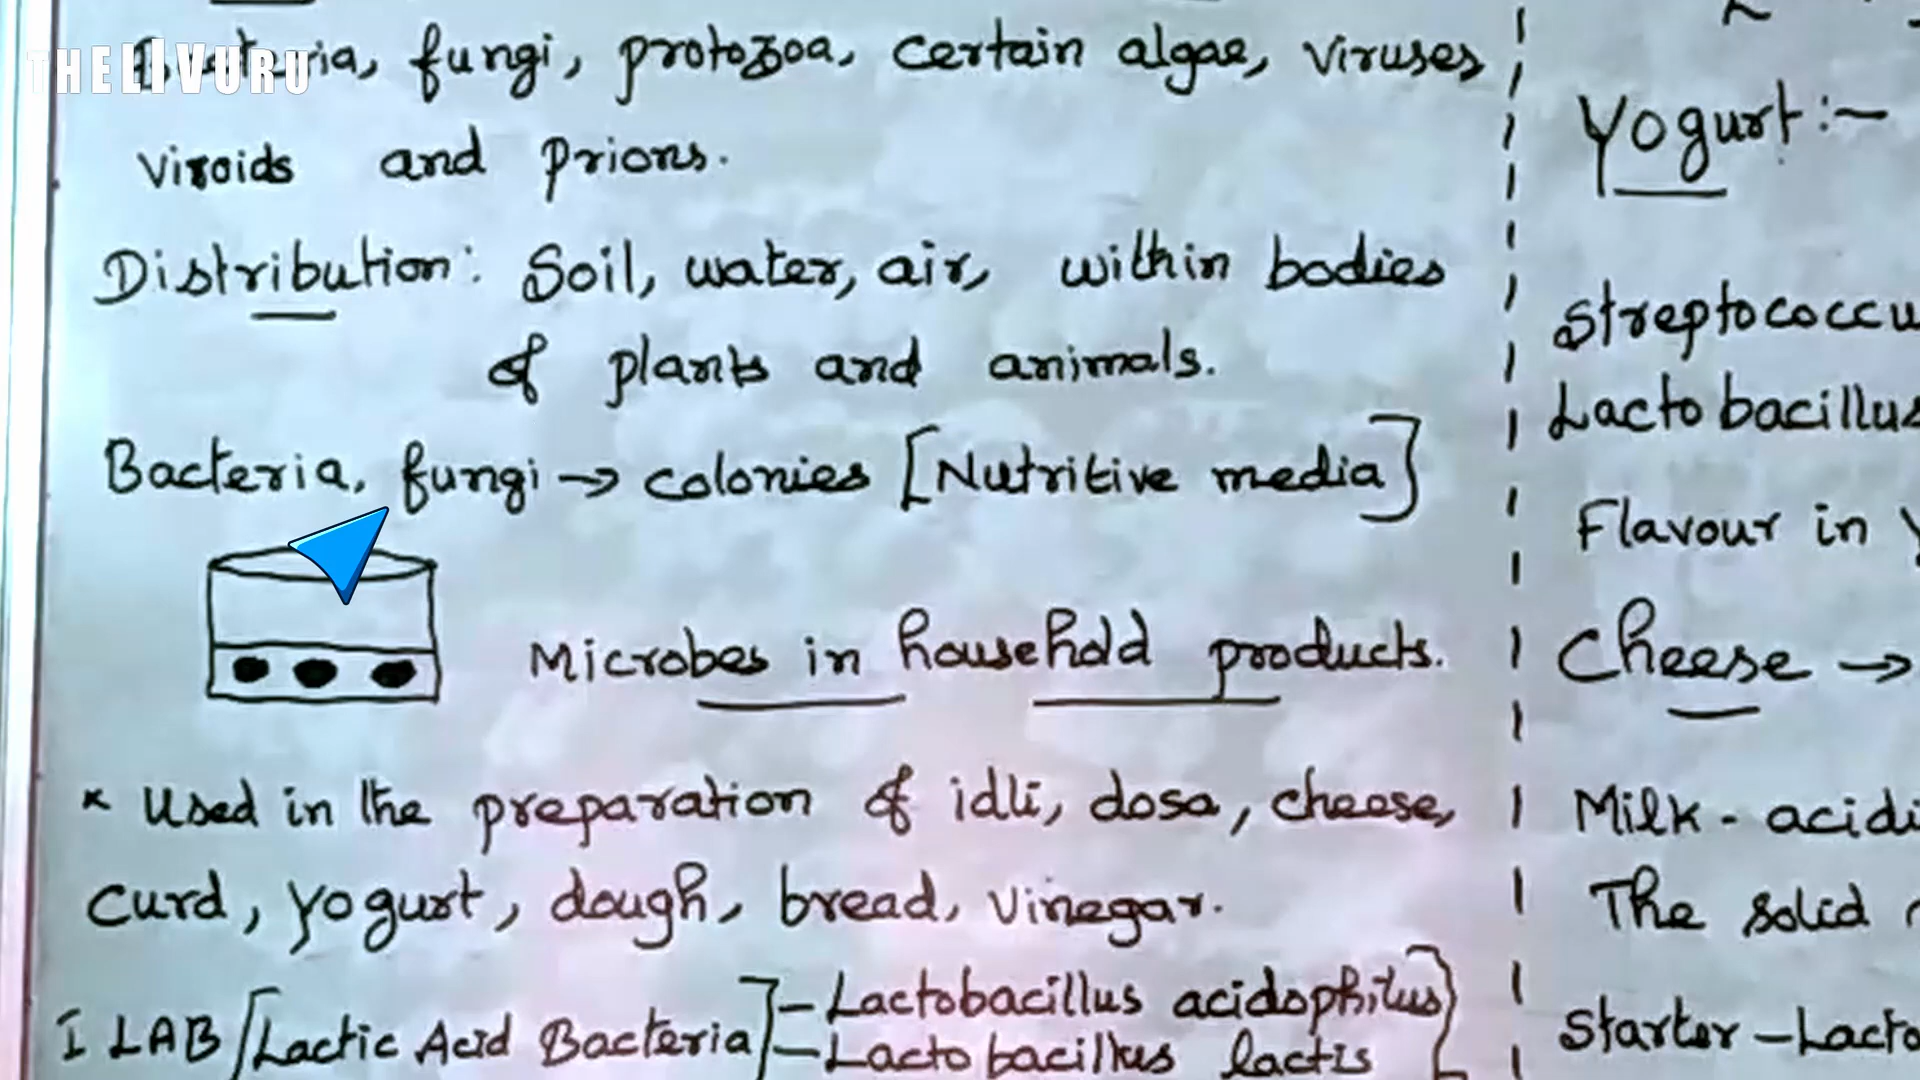 THELIVURU
Bacteria, fungi, protozoa, certain algae, viruses
viroids and prions.
Distribution: Soil, water, air, within bodies
of plants and animals.
Bacteria, fungi → colonies [Nutritive media]
Microbes in household products.
* Used in the preparation of idli, dosa, cheese,
curd, yogurt, dough, bread, vinegar.
I LAB [Lactic Acid Bacteria] - Lactobacillus acidophilus
- Lactobacillus lactis
Yogurt:-
Streptococcu
Lactobacillus
Flavour in
Cheese →
Milk - acidi
The solid
Starter - Lacto